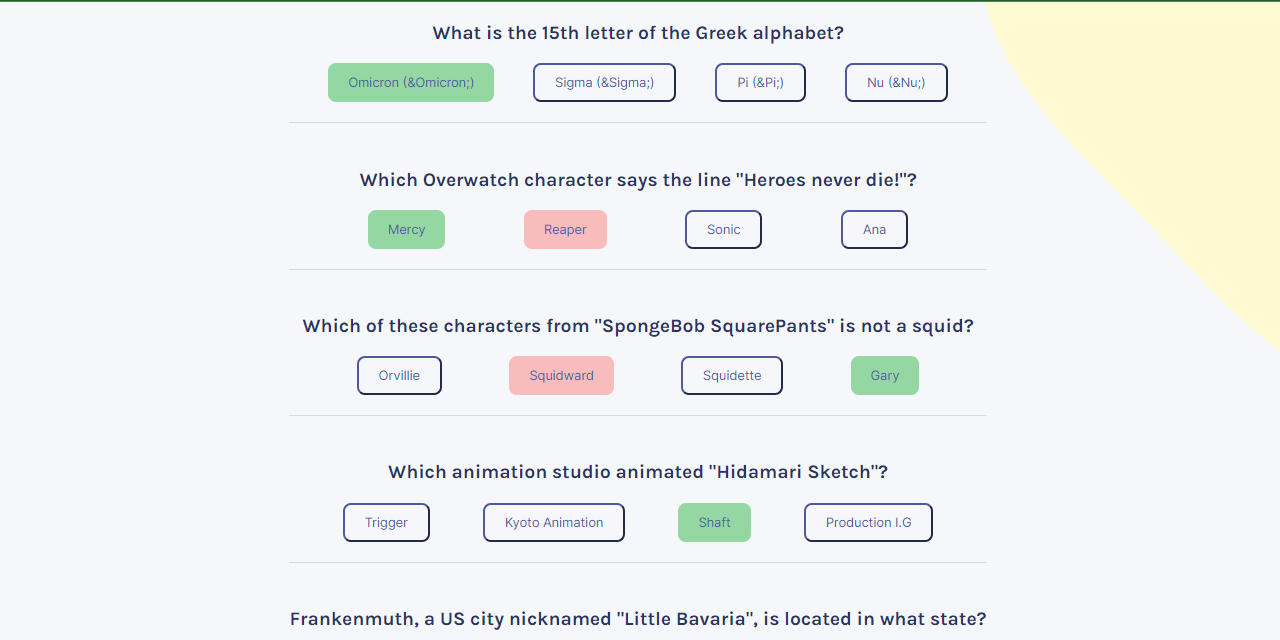 What is the 15th letter of the Greek alphabet?
Omicron (&Omicron;) Sigma (&Sigma;) Pi (&Pi;) Nu (&Nu;)
Which Overwatch character says the line "Heroes never die!"?
Mercy Reaper Sonic Ana
Which of these characters from "SpongeBob SquarePants" is not a squid?
Orvillie Squidward Squidette Gary
Which animation studio animated "Hidamari Sketch"?
Trigger Kyoto Animation Shaft Production I.G
Frankenmuth, a US city nicknamed "Little Bavaria", is located in what state?